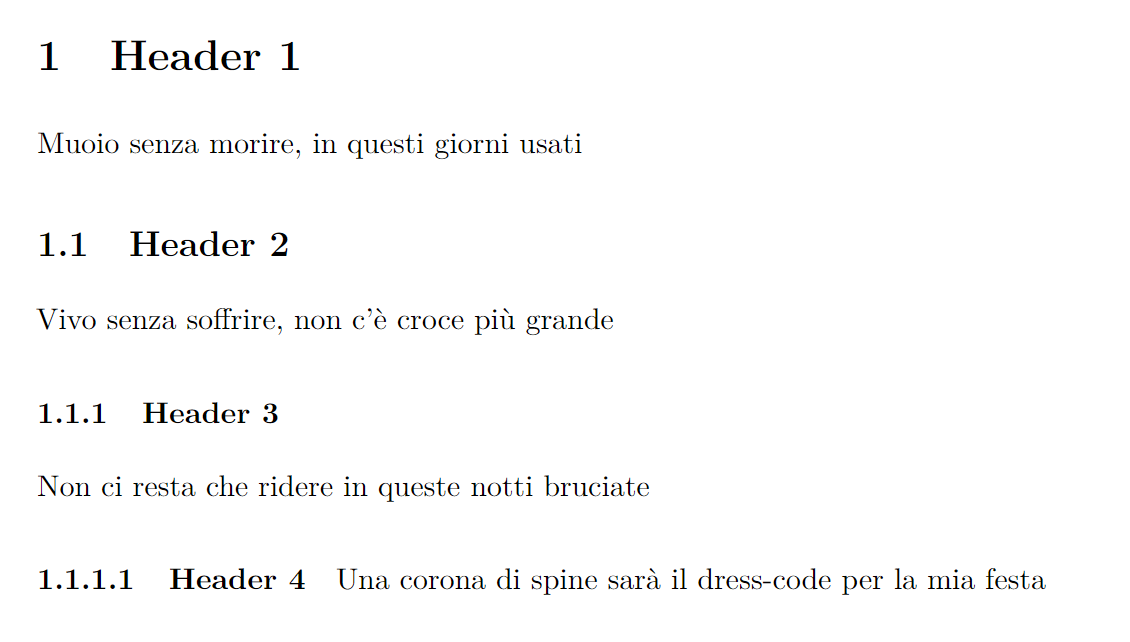 1 Header 1
Muoio senza morire, in questi giorni usati
1.1 Header 2
Vivo senza soffrire, non c'è croce più grande
1.1.1 Header 3
Non ci resta che ridere in queste notti bruciate
1.1.1.1 Header 4 Una corona di spine sarà il dress-code per la mia festa